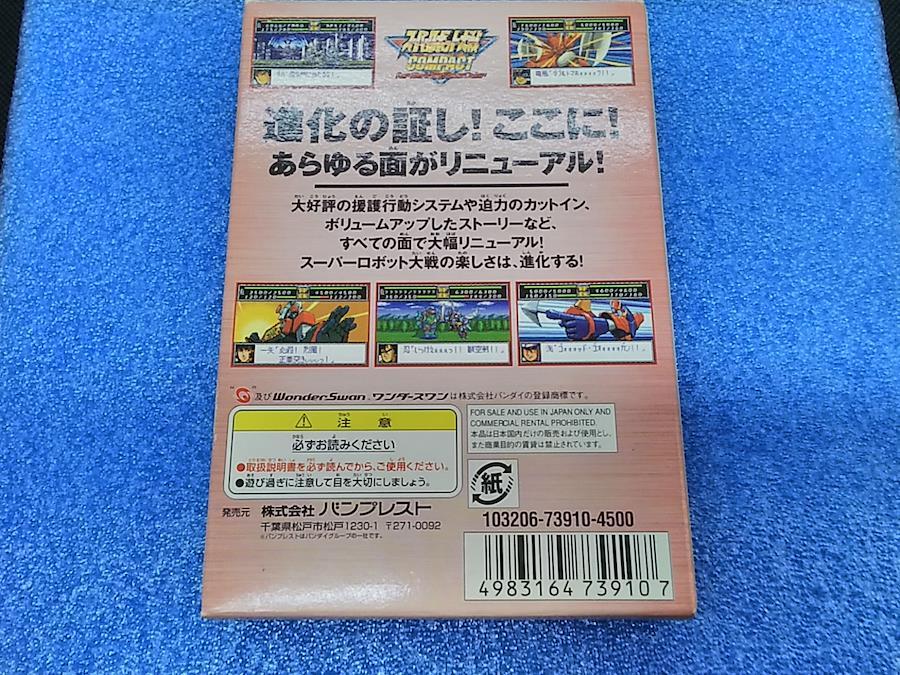 COMPACT
進化の証し!ここに!
あらゆる面がリニューアル!
大好評の援護行動システムや迫力のカットイン、
ボリュームアップしたストーリーなど、
すべての面で大幅リニューアル!
スーパーロボット大戦の楽しさは、進化する!
及びWonderSwan、ワンダースワンは株式会社バンダイの登録商標です。
注意
必ずお読みください
●取扱説明書を必ず読んでから、ご使用ください。
●遊び過ぎに注意して目を大切にしましょう。
FOR SALE AND USE IN JAPAN ONLY AND
COMMERCIAL RENTAL PROHIBITED.
本品は日本国内だけの販売および使用とし、
また商業目的の賃貸は禁止されています。
紙
発売元 株式会社 バンプレスト
千葉県松戸市松戸1230-1 〒271-0092
※バンプレストはバンダイグループの一社です。
103206-73910-4500
4983164739107